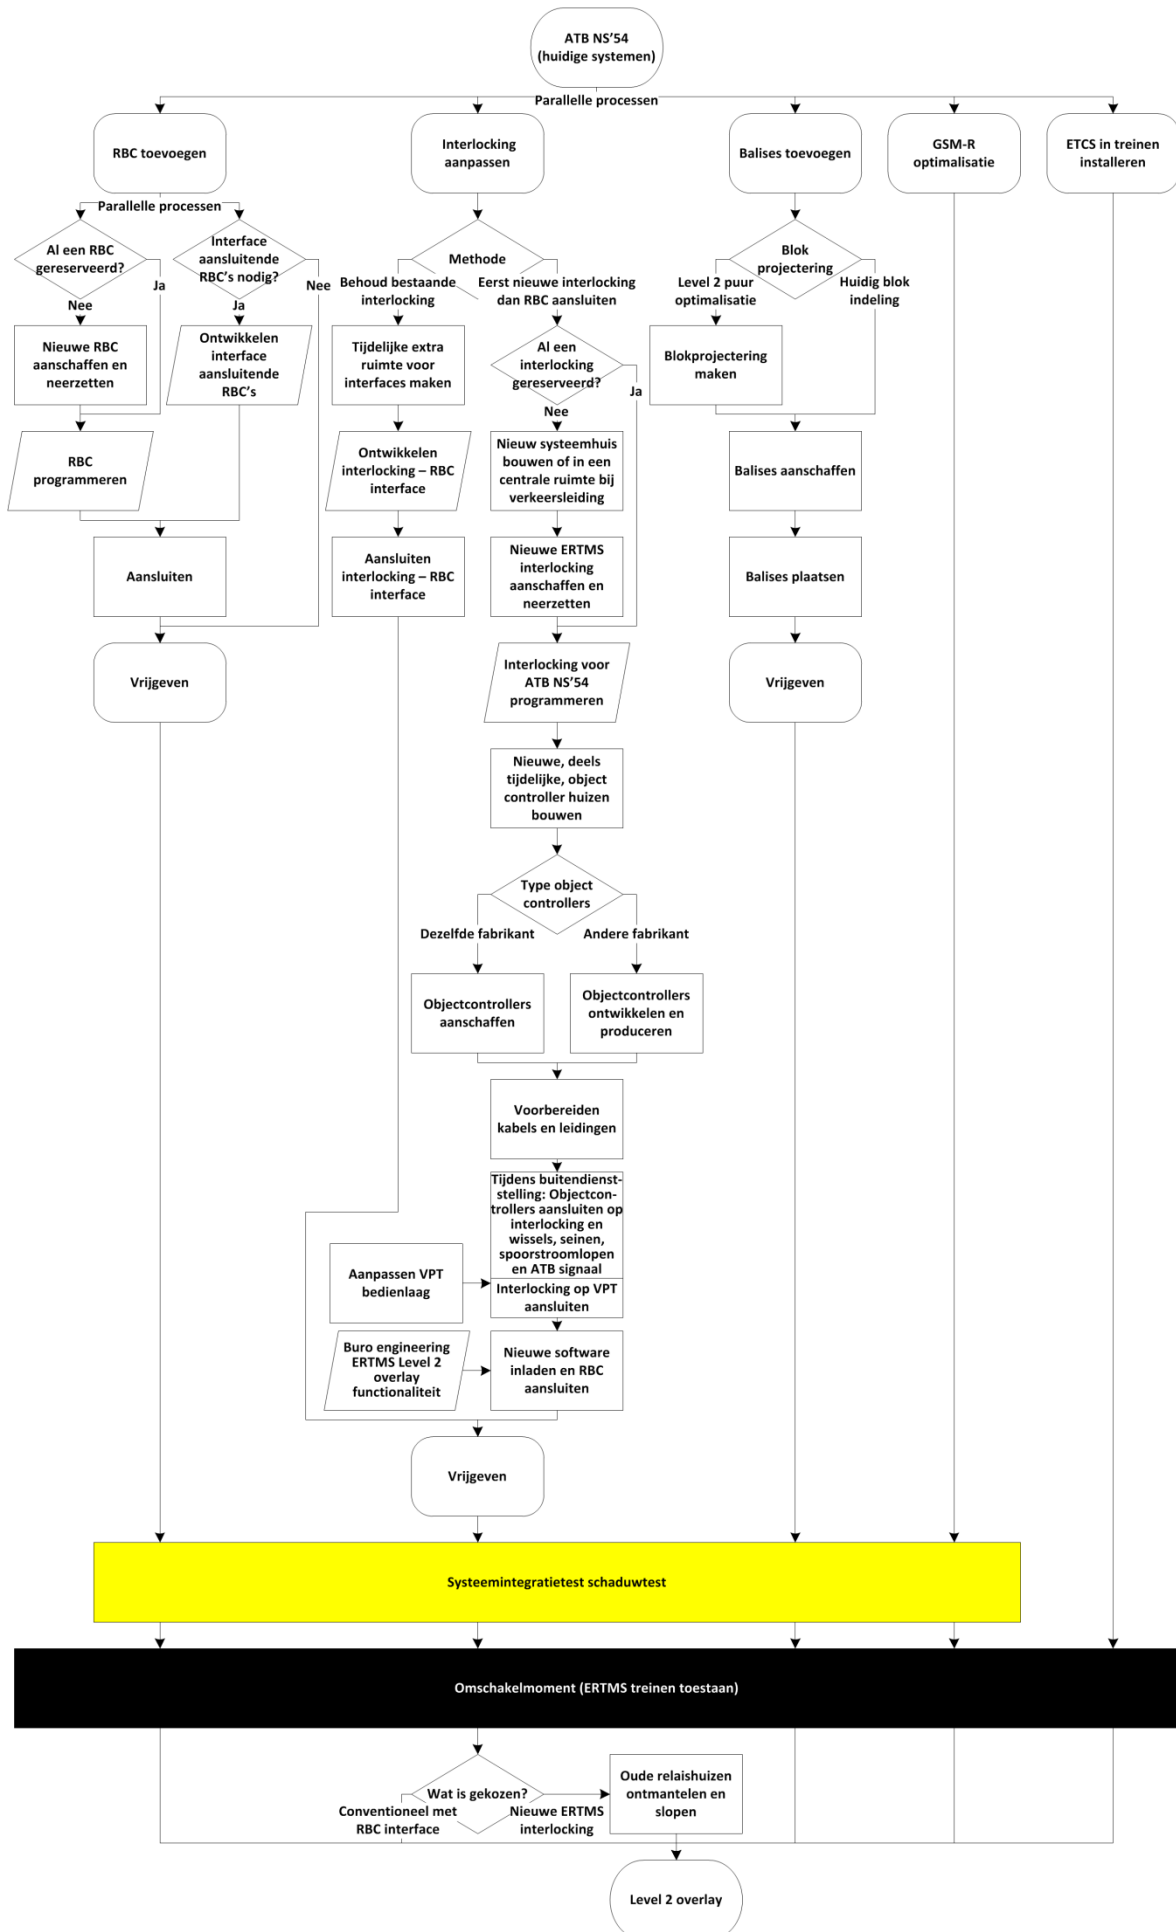 ATB NS’54
(huidige systemen)
Parallelle processen
RBC toevoegen
Interlocking
aanpassen
Balises toevoegen
GSM-R
optimalisatie
ETCS in treinen
installeren
Parallelle processen
Al een RBC
gereserveerd?
Interface
aansluitende
RBC’s nodig?
Ja
Nee
Nee
Ja
Methode
Behoud bestaande
interlocking
Eerst nieuwe interlocking
dan RBC aansluiten
Blok
projectering
Level 2 puur
optimalisatie
Huidig blok
indeling
Nieuwe RBC
aanschaffen en
neerzetten
Ontwikkelen
interface
aansluitende
RBC’s
Tijdelijke extra
ruimte voor
interfaces maken
Al een
interlocking
gereserveerd?
Ja
Nee
Blokprojectering
maken
RBC
programmeren
Ontwikkelen
interlocking – RBC
interface
Nieuw systeemhuis
bouwen of in een
centrale ruimte bij
verkeersleiding
Balises aanschaffen
Aansluiten
Aansluiten
interlocking – RBC
interface
Nieuwe ERTMS
interlocking
aanschaffen en
neerzetten
Balises plaatsen
Vrijgeven
Interlocking voor
ATB NS’54
programmeren
Vrijgeven
Nieuwe, deels
tijdelijke, object
controller huizen
bouwen
Type object
controllers
Dezelfde fabrikant
Andere fabrikant
Objectcontrollers
aanschaffen
Objectcontrollers
ontwikkelen en
produceren
Voorbereiden
kabels en leidingen
Tijdens buitendienst-
stelling: Objectcon-
trollers aansluiten op
interlocking en
wissels, seinen,
spoorstroomlopen
en ATB signaal
Aanpassen VPT
bedienlaag
Interlocking op VPT
aansluiten
Buro engineering
ERTMS Level 2
overlay
functionaliteit
Nieuwe software
inladen en RBC
aansluiten
Vrijgeven
Systeemintegratietest schaduwtest
Omschakelmoment (ERTMS treinen toestaan)
Wat is gekozen?
Conventioneel met
RBC interface
Nieuwe ERTMS
interlocking
Oude relaishuizen
ontmantelen en
slopen
Level 2 overlay